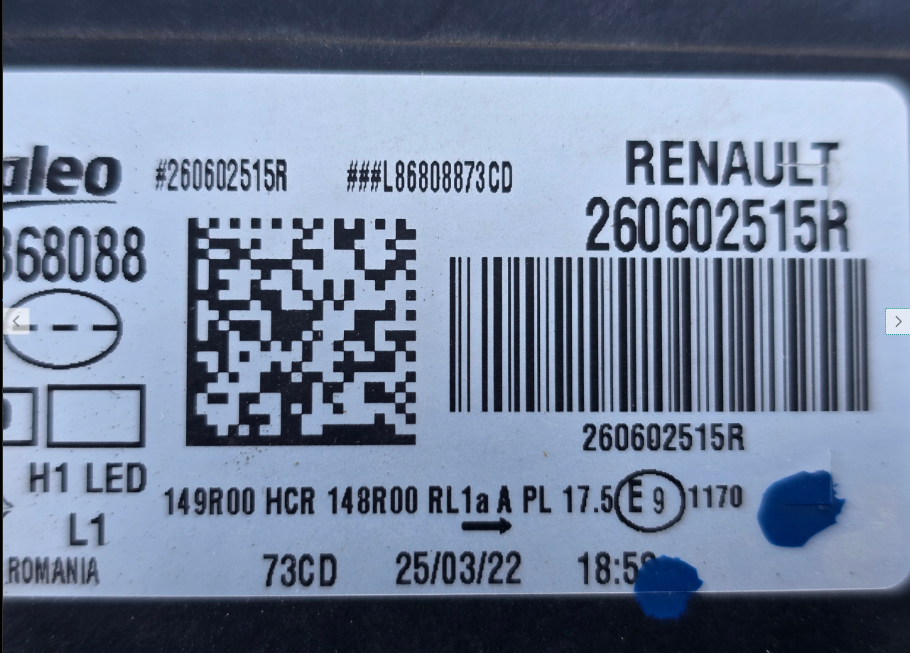 aleo #260602515R ###L86808873CD RENAULT
260602515R
868088
260602515R
H1 LED
149R00 HCR 148R00 RL1a A PL 17.5 E 9 1170
L1
ROMANIA 73CD 25/03/22